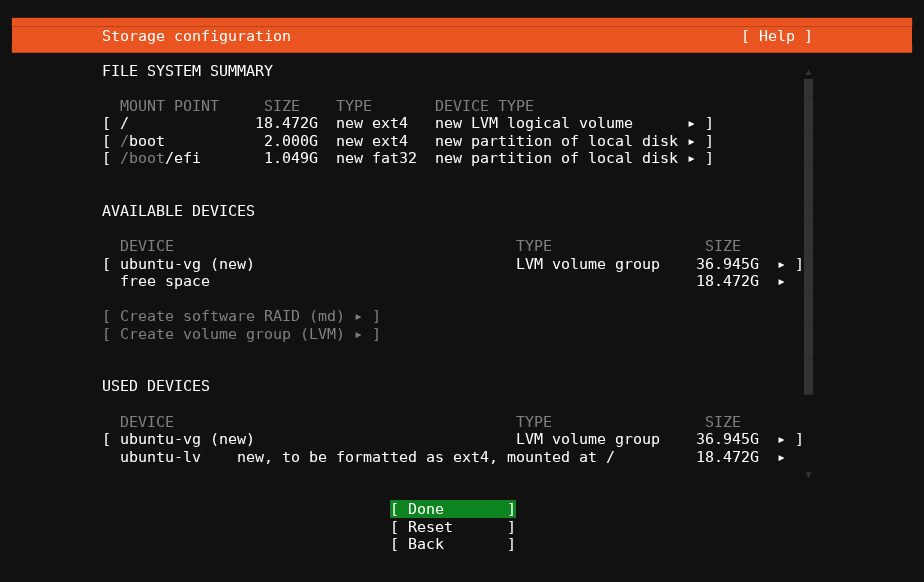 Storage configuration [ Help ]
FILE SYSTEM SUMMARY
MOUNT POINT SIZE TYPE DEVICE TYPE
[ / 18.472G new ext4 new LVM logical volume ▸ ]
[ /boot 2.000G new ext4 new partition of local disk ▸ ]
[ /boot/efi 1.049G new fat32 new partition of local disk ▸ ]
AVAILABLE DEVICES
DEVICE TYPE SIZE
[ ubuntu-vg (new) LVM volume group 36.945G ▸ ]
free space 18.472G ▸
[ Create software RAID (md) ▸ ]
[ Create volume group (LVM) ▸ ]
USED DEVICES
DEVICE TYPE SIZE
[ ubuntu-vg (new) LVM volume group 36.945G ▸ ]
ubuntu-lv new, to be formatted as ext4, mounted at / 18.472G ▸
[ Done ]
[ Reset ]
[ Back ]